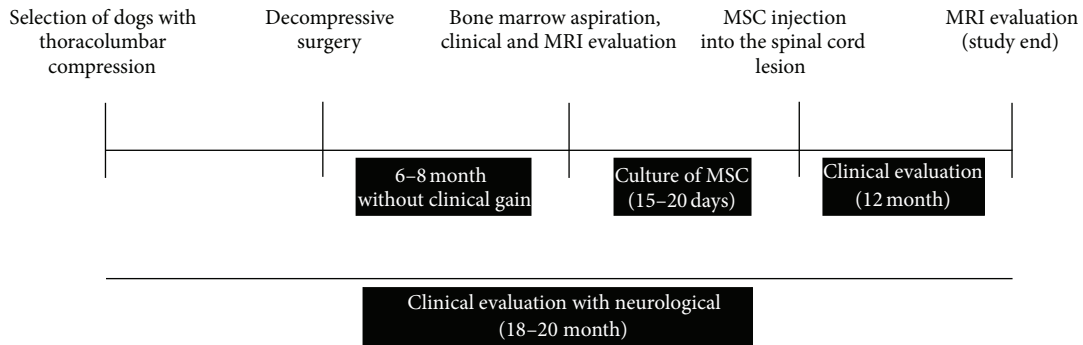 Selection of dogs with
thoracolumbar
compression
Decompressive
surgery
Bone marrow aspiration,
clinical and MRI evaluation
MSC injection
into the spinal cord
lesion
MRI evaluation
(study end)
6–8 month
without clinical gain
Culture of MSC
(15–20 days)
Clinical evaluation
(12 month)
Clinical evaluation with neurological
(18–20 month)